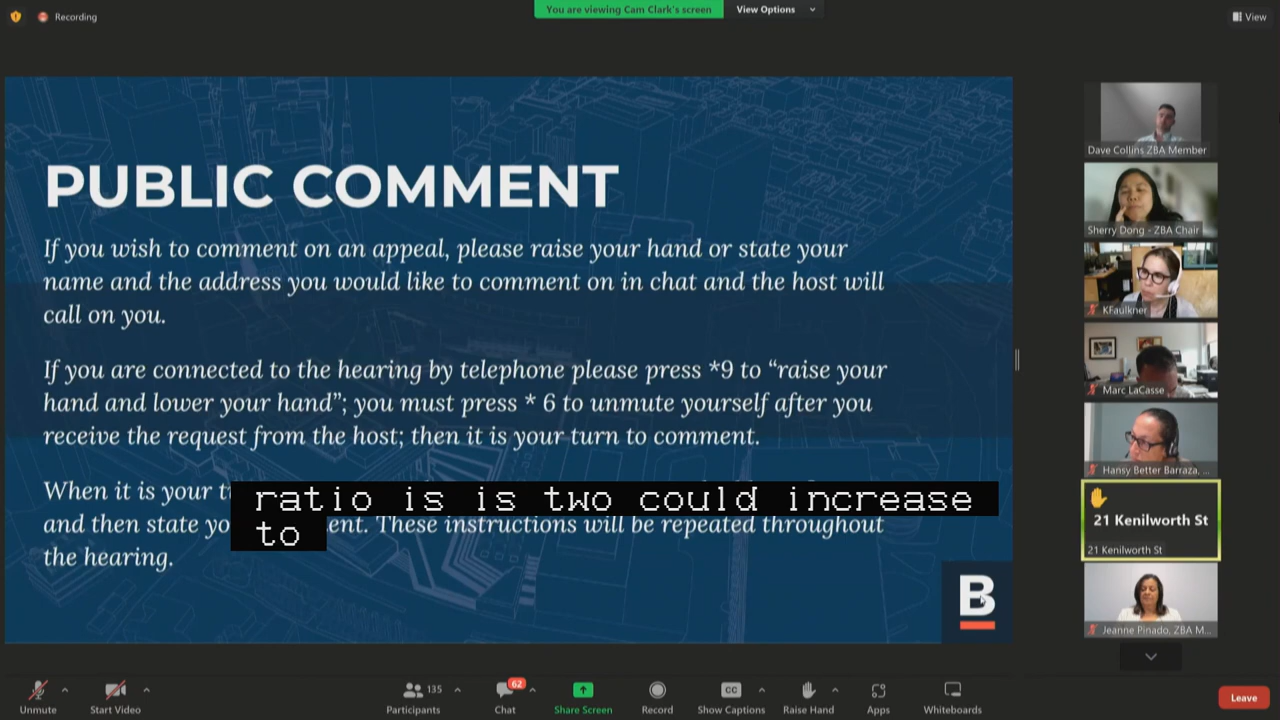 Recording
You are viewing Cam Clark's screen
View Options
View
PUBLIC COMMENT
If you wish to comment on an appeal, please raise your hand or state your
name and the address you would like to comment on in chat and the host will
call on you.
If you are connected to the hearing by telephone please press *9 to “raise your
hand and lower your hand”; you must press * 6 to unmute yourself after you
receive the request from the host; then it is your turn to comment.
When it is your
ratio is is two could increase
to
and then state These instructions will be repeated throughout
the hearing.
B
Dave Collins ZBA Member
Sherry Dong - ZBA Chair
KFaulkner
Marc LaCasse
Hansy Better Barraza, ...
21 Kenilworth St
21 Kenilworth St
Jeanne Pinado, ZBA M...
Unmute
Start Video
135
Participants
62
Chat
Share Screen
Record
CC
Show Captions
Raise Hand
Apps
Whiteboards
Leave